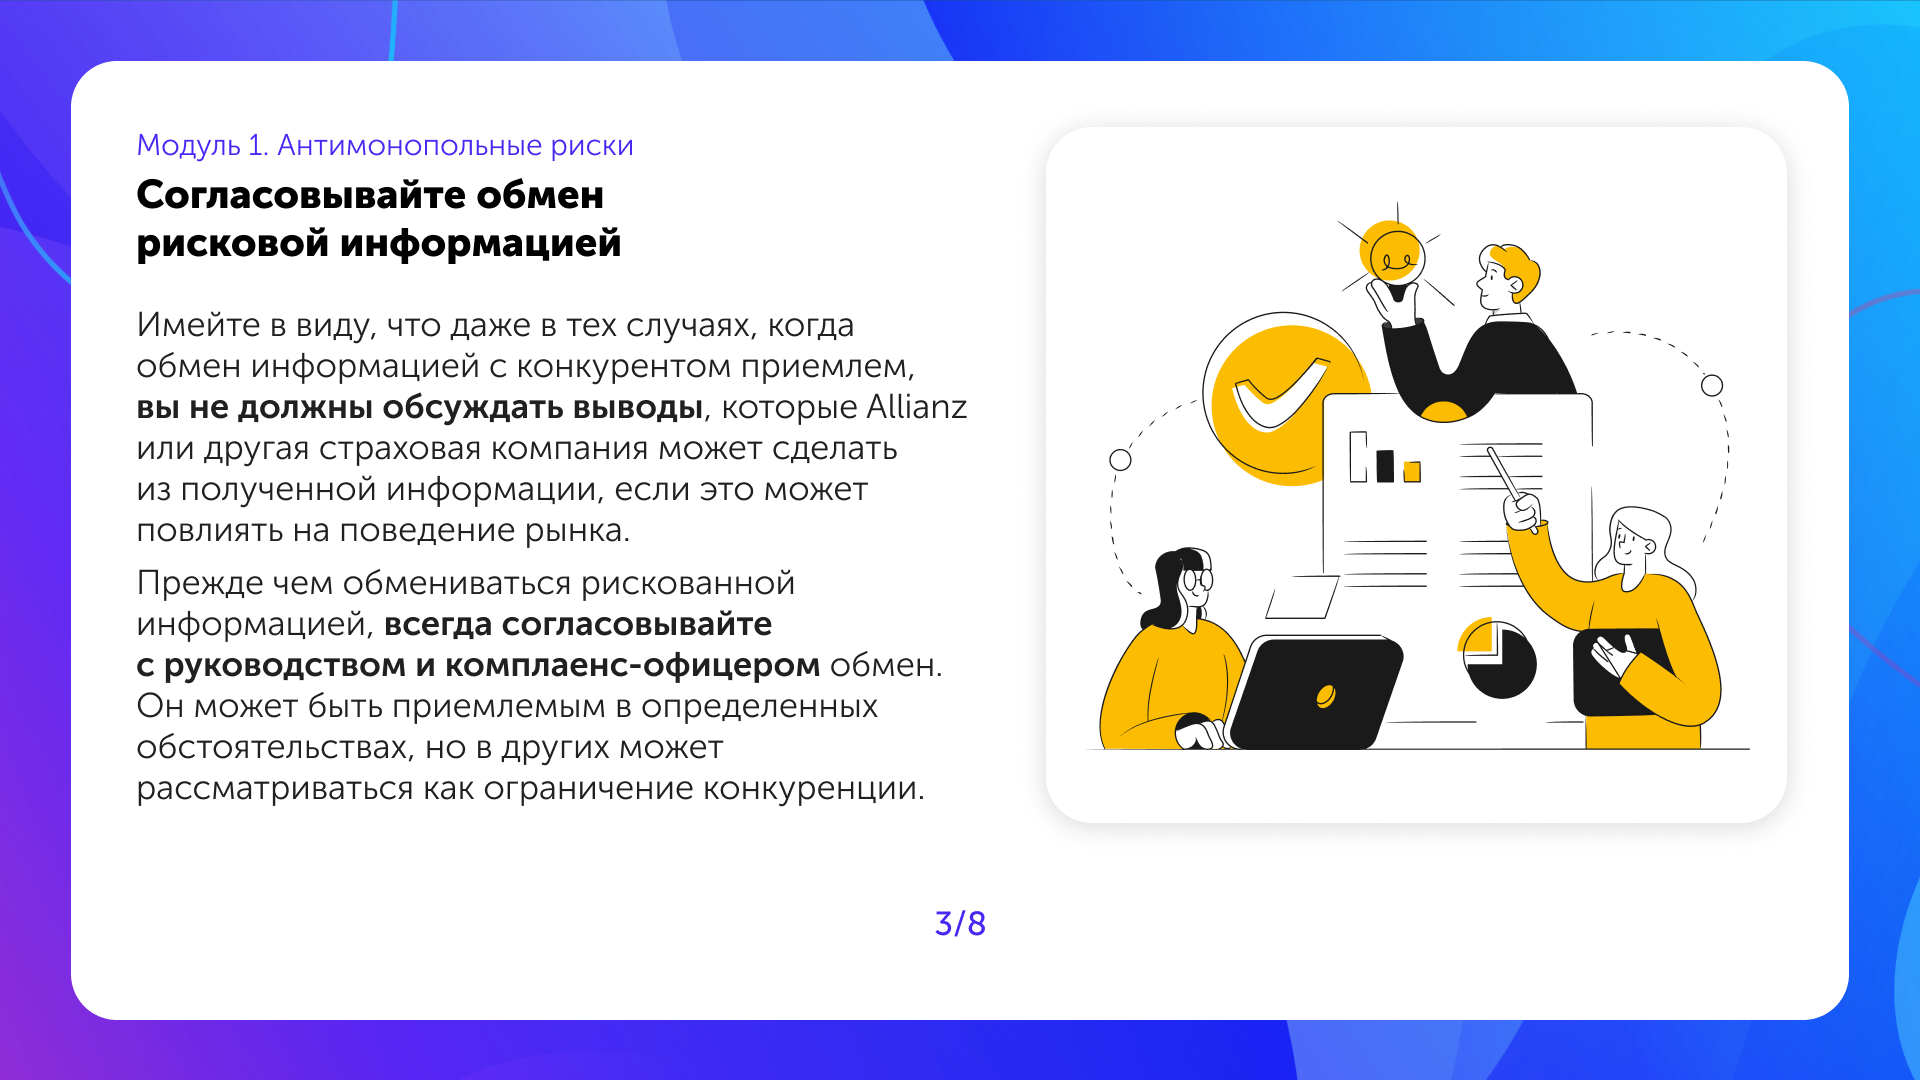 Модуль 1. Антимонопольные риски
Согласовывайте обмен
рисковой информацией
Имейте в виду, что даже в тех случаях, когда
обмен информацией с конкурентом приемлем,
вы не должны обсуждать выводы, которые Allianz
или другая страховая компания может сделать
из полученной информации, если это может
повлиять на поведение рынка.
Прежде чем обмениваться рискованной
информацией, всегда согласовывайте
с руководством и комплаенс-офицером обмен.
Он может быть приемлемым в определенных
обстоятельствах, но в других может
рассматриваться как ограничение конкуренции.
3/8